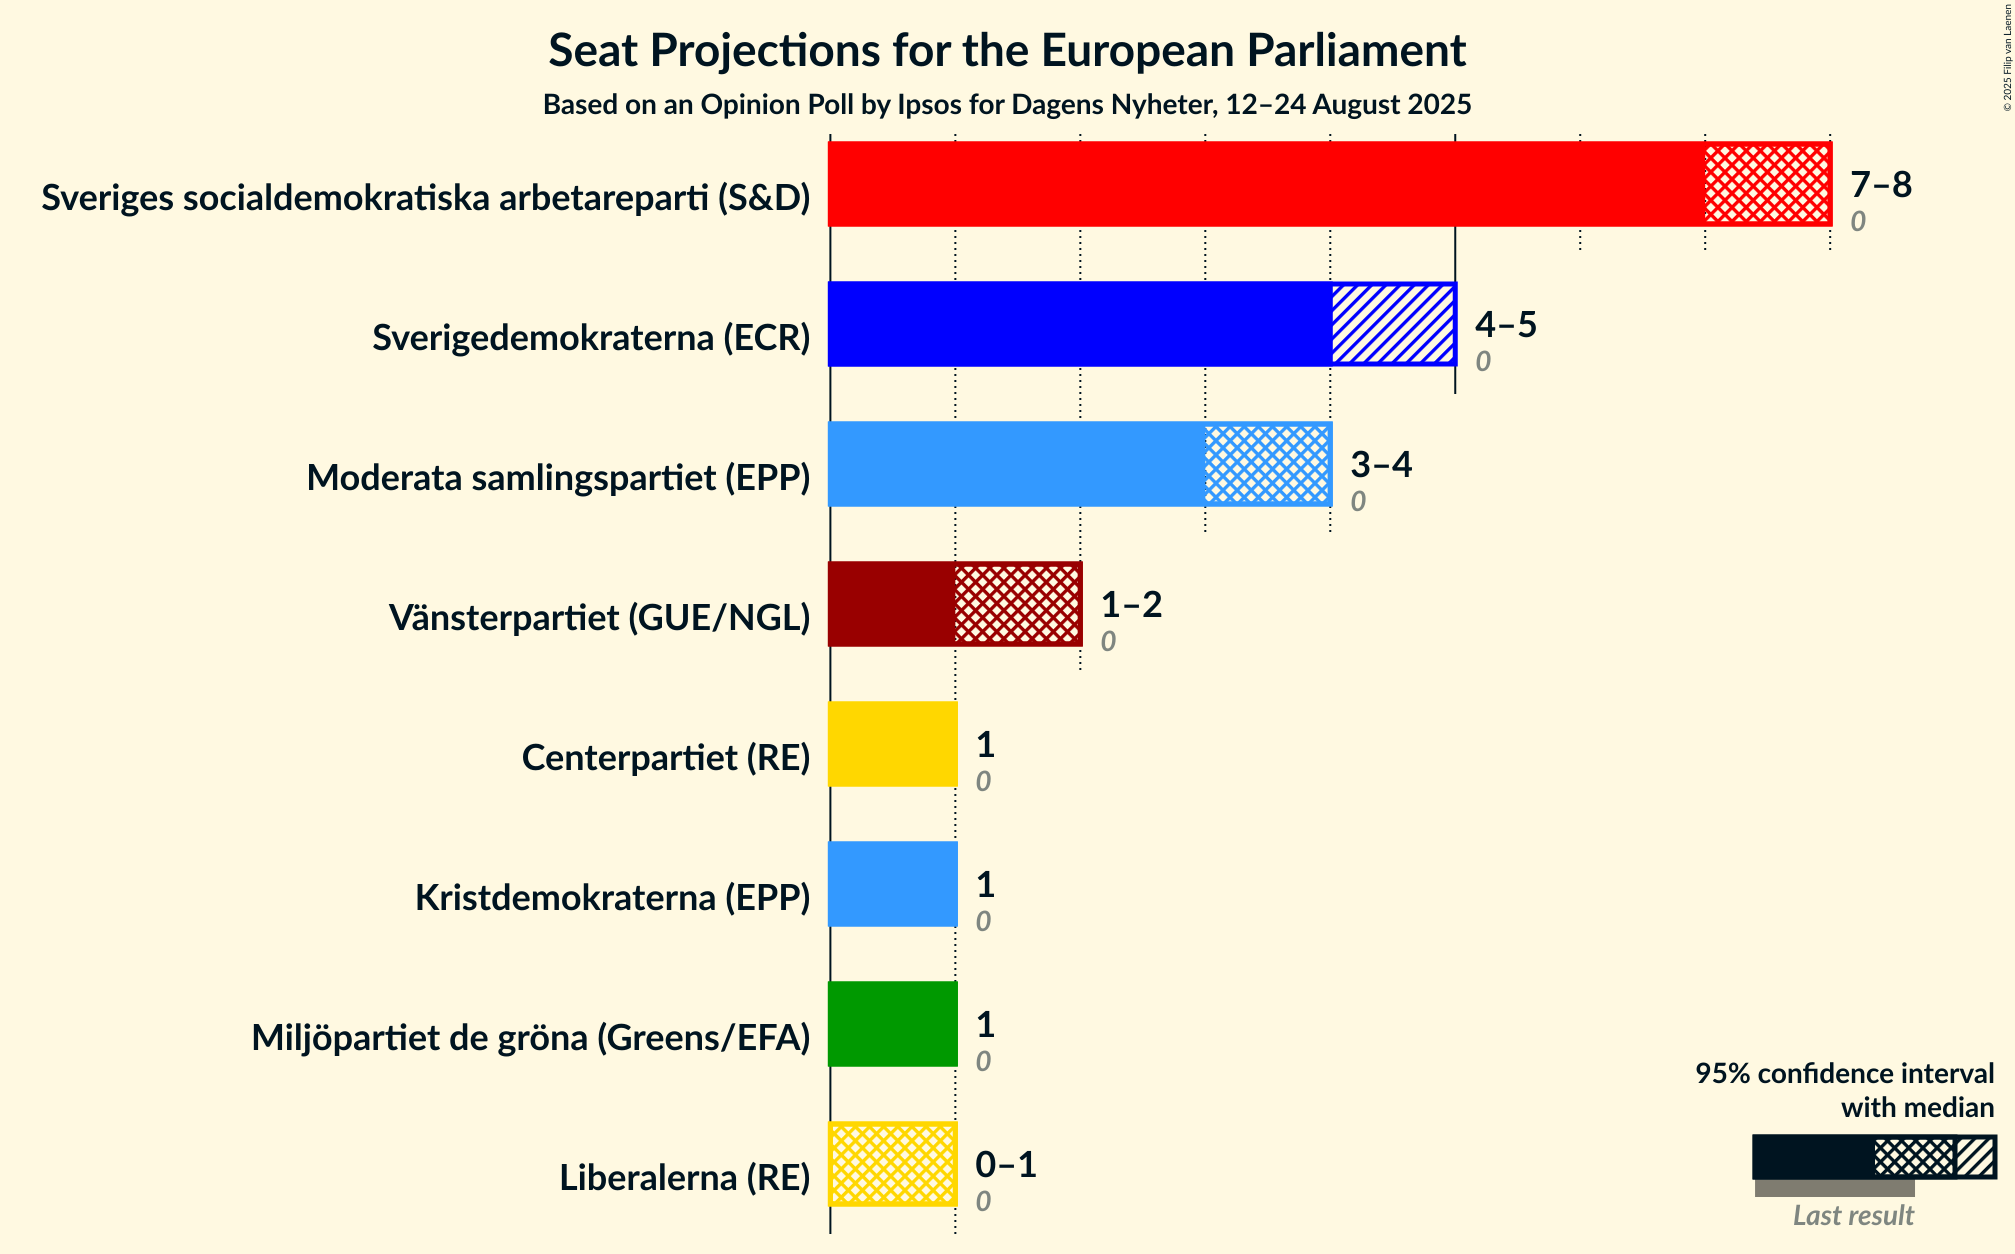 Seat Projections for the European Parliament
Based on an Opinion Poll by Ipsos for Dagens Nyheter, 12–24 August 2025
© 2025 Filip van Laenen
Sveriges socialdemokratiska arbetareparti (S&D)
7–8
0
Sverigedemokraterna (ECR)
4–5
0
Moderata samlingspartiet (EPP)
3–4
0
Vänsterpartiet (GUE/NGL)
1–2
0
Centerpartiet (RE)
1
0
Kristdemokraterna (EPP)
1
0
Miljöpartiet de gröna (Greens/EFA)
1
0
Liberalerna (RE)
0–1
0
95% confidence interval
with median
Last result